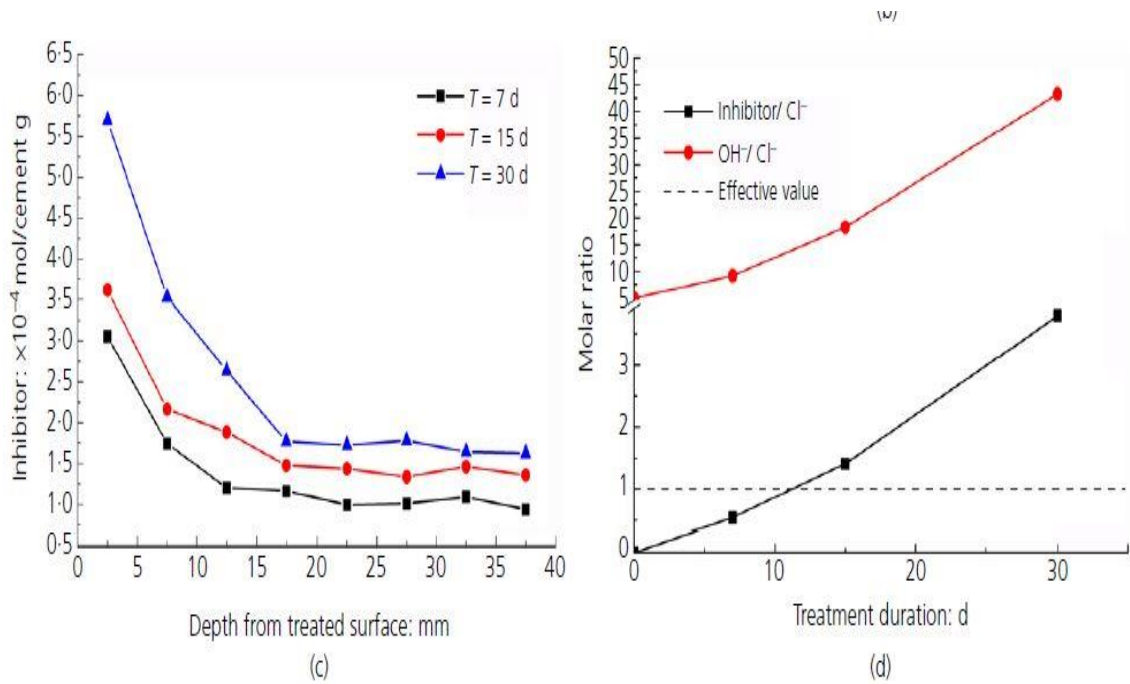 (b)
6·5
6·0
5·5
5·0
4·5
4·0
3·5
3·0
2·5
2·0
1·5
1·0
0·5
Inhibitor: ×10⁻⁴ mol/cement g
T = 7 d
T = 15 d
T = 30 d
0 5 10 15 20 25 30 35 40
Depth from treated surface: mm
(c)
50
45
40
35
30
25
20
15
10
5
3
2
1
0
Molar ratio
Inhibitor/ Cl⁻
OH⁻/ Cl⁻
Effective value
0 10 20 30
Treatment duration: d
(d)